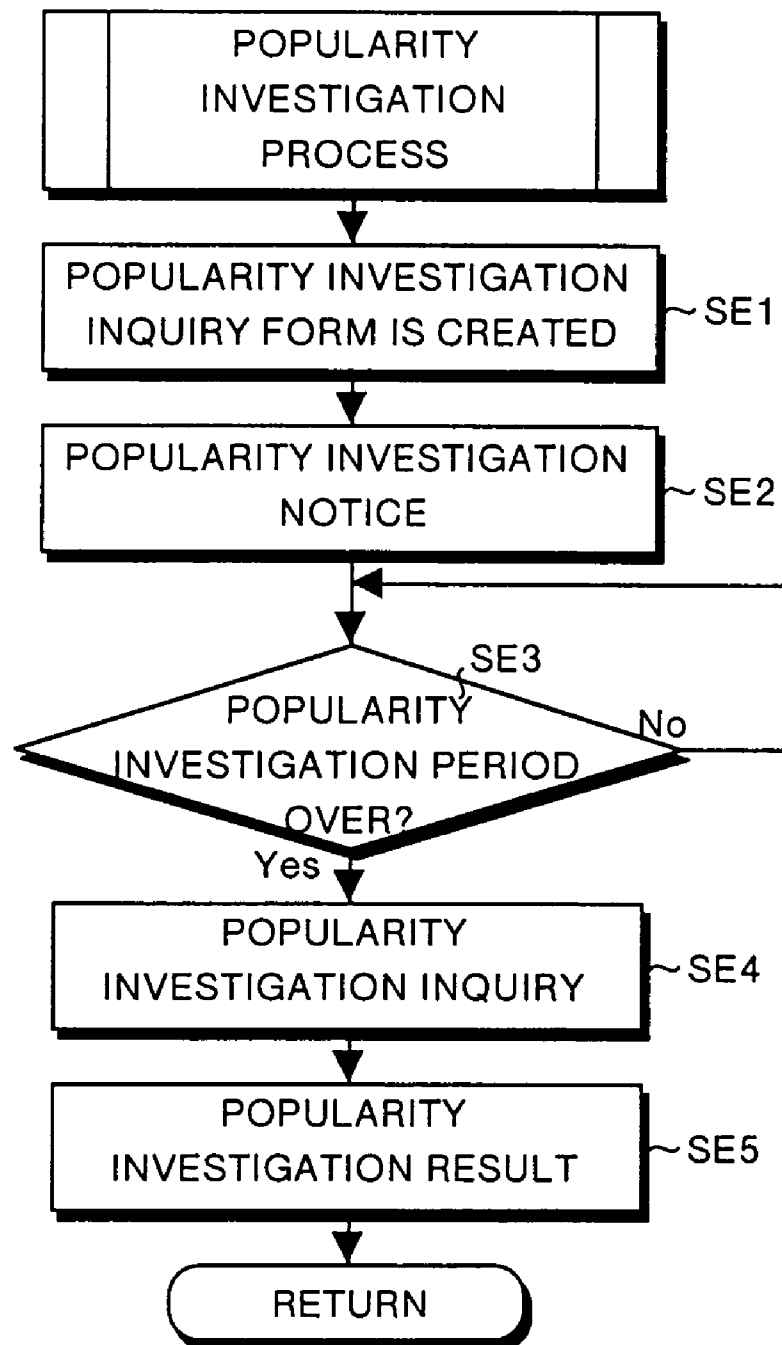 POPULARITY
INVESTIGATION
PROCESS
POPULARITY INVESTIGATION
INQUIRY FORM IS CREATED
SE1
POPULARITY INVESTIGATION
NOTICE
SE2
SE3
POPULARITY
INVESTIGATION PERIOD
OVER?
No
Yes
POPULARITY
INVESTIGATION INQUIRY
SE4
POPULARITY
INVESTIGATION RESULT
SE5
RETURN